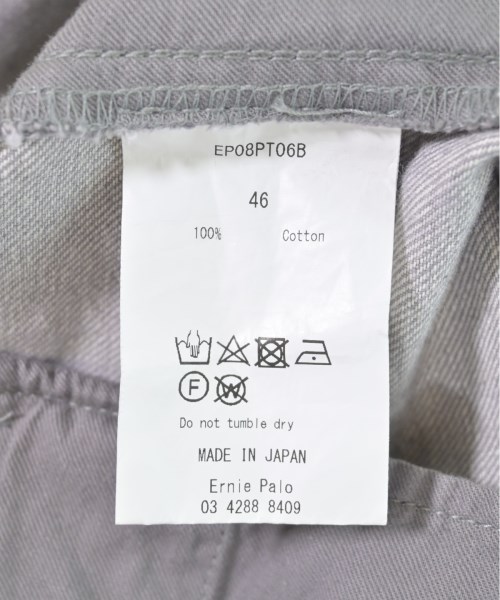 EP08PT06B
46
100% Cotton
F W
Do not tumble dry
MADE IN JAPAN
Ernie Palo
03 4288 8409